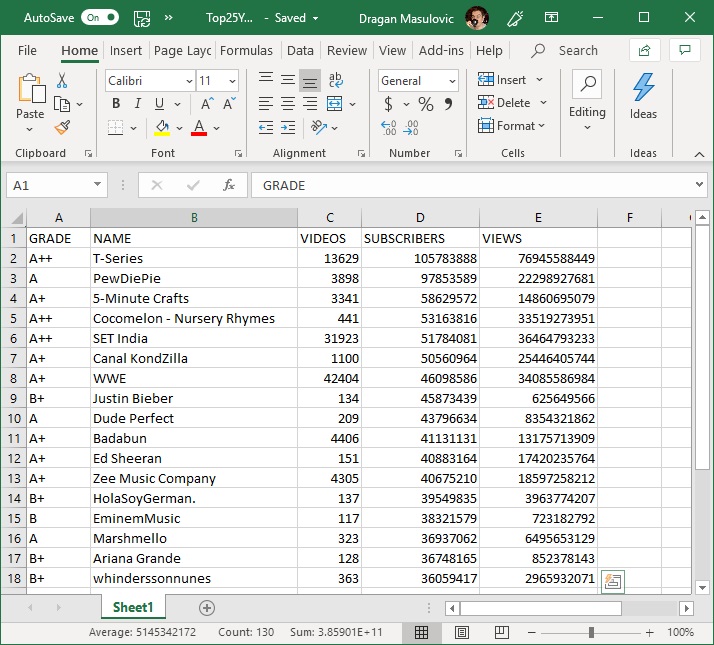 AutoSave On Top25Y... - Saved Dragan Masulovic
File Home Insert Page Layc Formulas Data Review View Add-ins Help Search
Paste
Clipboard
Calibri 11
B I U A A
A
Font
ab
Alignment
General
$ % 9
.00
Number
Insert
Delete
Format
Cells
Editing
Ideas
Ideas
A1 fx GRADE
A B C D E F
1 GRADE NAME VIDEOS SUBSCRIBERS VIEWS
2 A++ T-Series 13629 105783888 76945588449
3 A PewDiePie 3898 97853589 22298927681
4 A+ 5-Minute Crafts 3341 58629572 14860695079
5 A++ Cocomelon - Nursery Rhymes 441 53163816 33519273951
6 A++ SET India 31923 51784081 36464793233
7 A+ Canal KondZilla 1100 50560964 25446405744
8 A+ WWE 42404 46098586 34085586984
9 B+ Justin Bieber 134 45873439 625649566
10 A Dude Perfect 209 43796634 8354321862
11 A+ Badabun 4406 41131131 13175713909
12 A+ Ed Sheeran 151 40883164 17420235764
13 A+ Zee Music Company 4305 40675210 18597258212
14 B+ HolaSoyGerman. 137 39549835 3963774207
15 B EminemMusic 117 38321579 723182792
16 A Marshmello 323 36937062 6495653129
17 B+ Ariana Grande 128 36748165 852378143
18 B+ whinderssonnunes 363 36059417 2965932071
Sheet1
Average: 5145342172 Count: 130 Sum: 3.85901E+11 100%